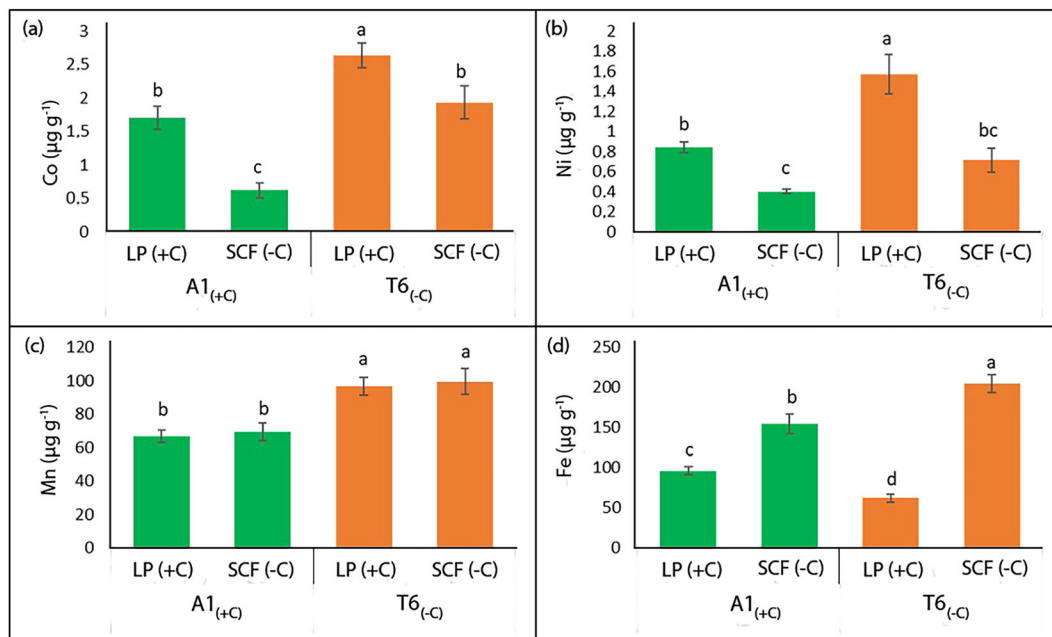 (a)
Co (µg g⁻¹)
3
2.5
2
1.5
1
0.5
0
b
c
a
b
LP (+C) SCF (-C) LP (+C) SCF (-C)
A1(+C) T6(-C)
(b)
Ni (µg g⁻¹)
2
1.8
1,6
1,4
1,2
1
0,8
0,6
0.4
0,2
0
b
c
a
bc
LP (+C) SCF (-C) LP (+C) SCF (-C)
A1(+C) T6(-C)
(c)
Mn (µg g⁻¹)
120
100
80
60
40
20
0
b
b
a
a
LP (+C) SCF (-C) LP (+C) SCF (-C)
A1(+C) T6(-C)
(d)
Fe (µg g⁻¹)
250
200
150
100
50
0
c
b
d
a
LP (+C) SCF (-C) LP (+C) SCF (-C)
A1(+C) T6(-C)